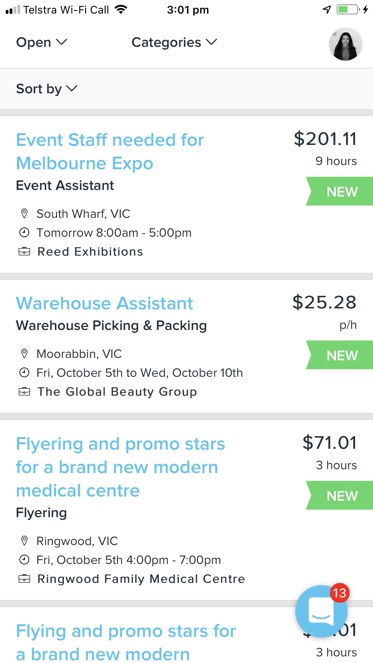 Telstra Wi-Fi Call 3:01 pm
Open Categories
Sort by
Event Staff needed for $201.11
Melbourne Expo 9 hours
Event Assistant NEW
South Wharf, VIC
Tomorrow 8:00am - 5:00pm
Reed Exhibitions
Warehouse Assistant $25.28
Warehouse Picking & Packing p/h
Moorabbin, VIC NEW
Fri, October 5th to Wed, October 10th
The Global Beauty Group
Flyering and promo stars $71.01
for a brand new modern 3 hours
medical centre NEW
Flyering
Ringwood, VIC
Fri, October 5th 4:00pm - 7:00pm
Ringwood Family Medical Centre
13
Flying and promo stars for
a brand new modern 3 hours